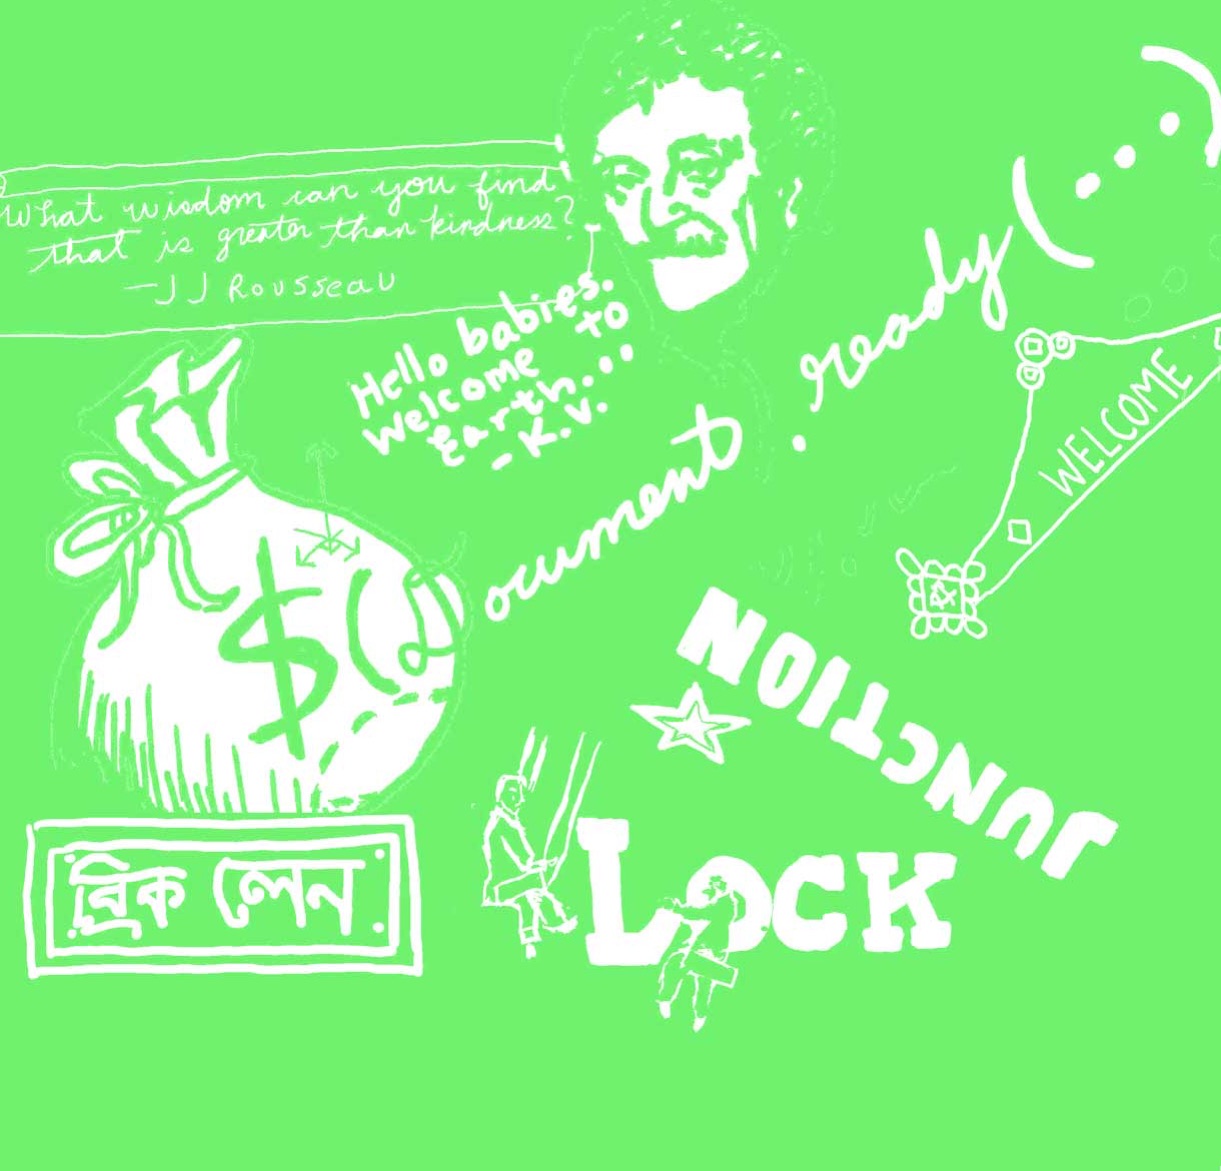 What wisdom can you find
that is greater than kindness?
—J J Rousseau
Hello babies.
Welcome to
Earth...
- K.V.
$(document).ready(....)
WELCOME
JUNCTION
LOCK
ব্রিক লেন